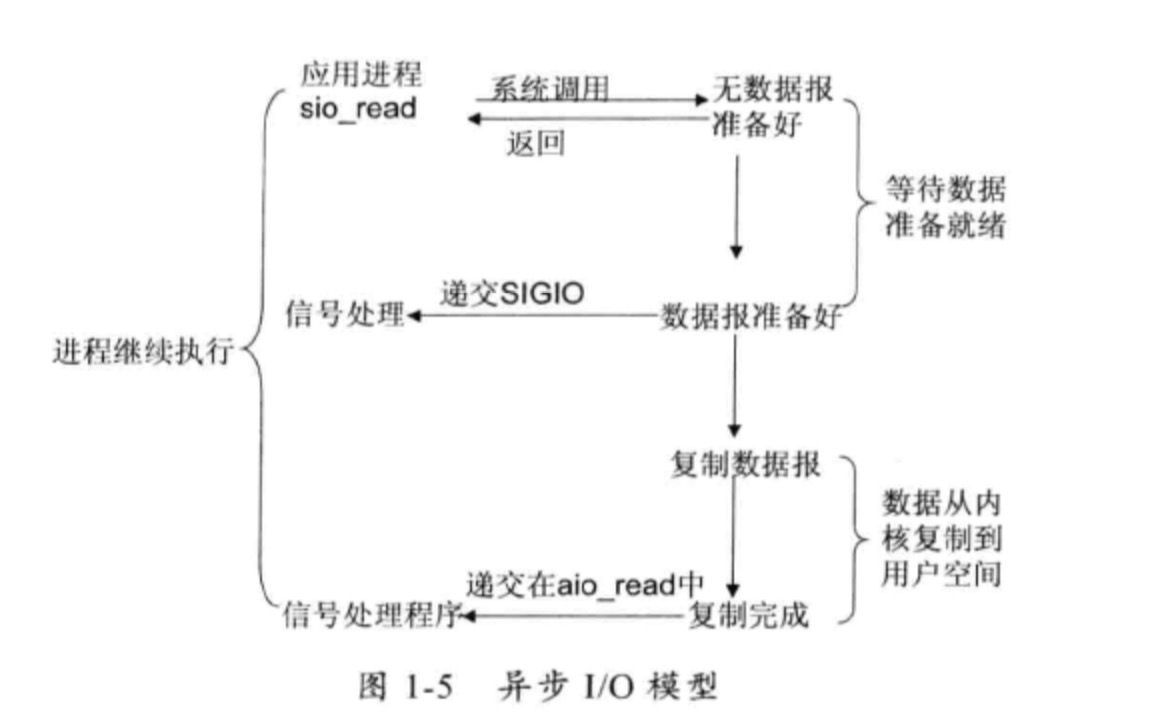 应用进程
sio_read
系统调用
返回
无数据报
准备好
等待数据
准备就绪
递交SIGIO
信号处理
数据报准备好
进程继续执行
复制数据报
数据从内
核复制到
用户空间
递交在aio_read中
信号处理程序
复制完成
图 1-5 异步 I/O 模型